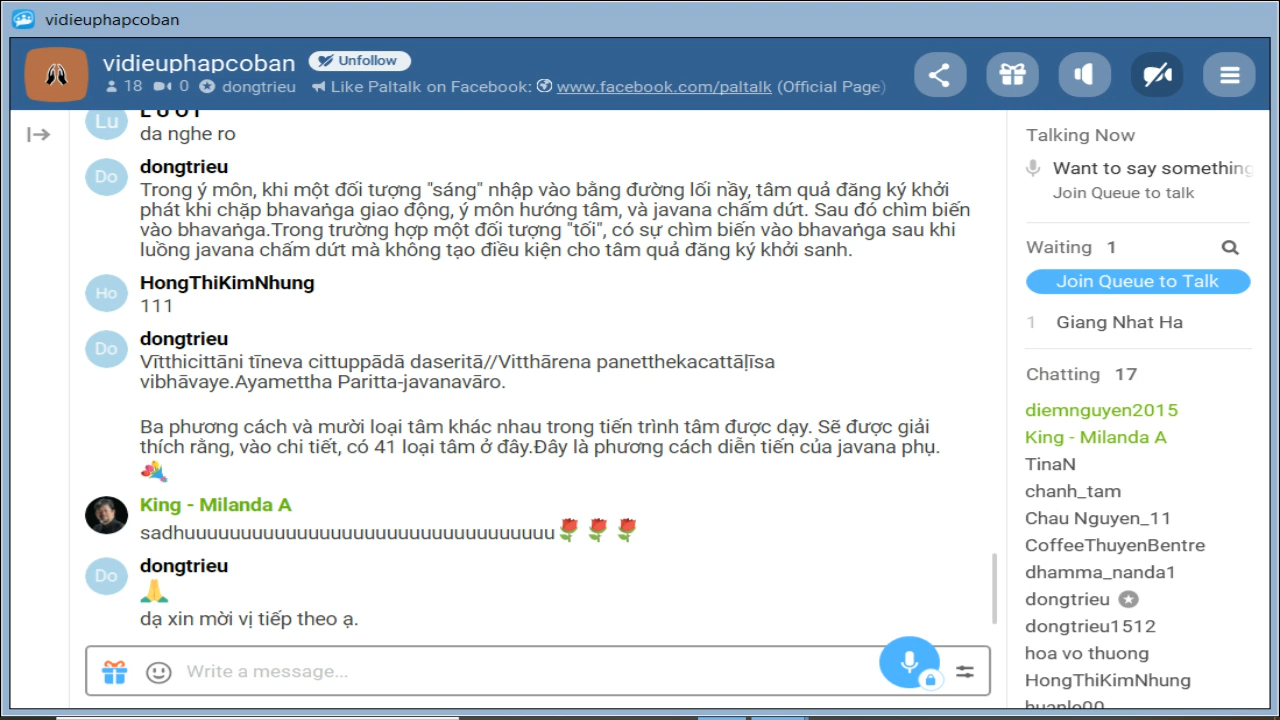 vidieuphapcoban
vidieuphapcoban Unfollow
18 0 dongtrieu Like Paltalk on Facebook: www.facebook.com/paltalk (Official Page)
Lu
da nghe ro
Do dongtrieu
Trong ý môn, khi một đối tượng "sáng" nhập vào bằng đường lối nầy, tâm quả đăng ký khởi
phát khi chặp bhavaṅga giao động, ý môn hướng tâm, và javana chấm dứt. Sau đó chìm biến
vào bhavaṅga.Trong trường hợp một đối tượng "tối", có sự chìm biến vào bhavaṅga sau khi
luồng javana chấm dứt mà không tạo điều kiện cho tâm quả đăng ký khởi sanh.
Ho HongThiKimNhung
111
Do dongtrieu
Vītthicittāni tīneva cittuppādā daseritā//Vitthārena panetthekacattāḷīsa
vibhāvaye.Ayamettha Paritta-javanavāro.
Ba phương cách và mười loại tâm khác nhau trong tiến trình tâm được dạy. Sẽ được giải
thích rằng, vào chi tiết, có 41 loại tâm ở đây.Đây là phương cách diễn tiến của javana phụ.
King - Milanda A
sadhuuuuuuuuuuuuuuuuuuuuuuuuuuuuuuuuu
Do dongtrieu
dạ xin mời vị tiếp theo ạ.
Write a message...
Talking Now
Want to say something
Join Queue to talk
Waiting 1
Join Queue to Talk
1 Giang Nhat Ha
Chatting 17
diemnguyen2015
King - Milanda A
TinaN
chanh_tam
Chau Nguyen_11
CoffeeThuyenBentre
dhamma_nanda1
dongtrieu
dongtrieu1512
hoa vo thuong
HongThiKimNhung